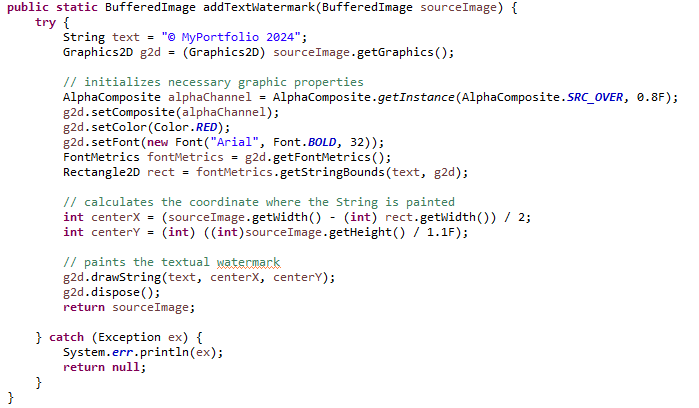 public static BufferedImage addTextWatermark(BufferedImage sourceImage) {
    try {
        String text = "© MyPortfolio 2024";
        Graphics2D g2d = (Graphics2D) sourceImage.getGraphics();

        // initializes necessary graphic properties
        AlphaComposite alphaChannel = AlphaComposite.getInstance(AlphaComposite.SRC_OVER, 0.8F);
        g2d.setComposite(alphaChannel);
        g2d.setColor(Color.RED);
        g2d.setFont(new Font("Arial", Font.BOLD, 32));
        FontMetrics fontMetrics = g2d.getFontMetrics();
        Rectangle2D rect = fontMetrics.getStringBounds(text, g2d);

        // calculates the coordinate where the String is painted
        int centerX = (sourceImage.getWidth() - (int) rect.getWidth()) / 2;
        int centerY = (int) ((int)sourceImage.getHeight() / 1.1F);

        // paints the textual watermark
        g2d.drawString(text, centerX, centerY);
        g2d.dispose();
        return sourceImage;

    } catch (Exception ex) {
        System.err.println(ex);
        return null;
    }
}